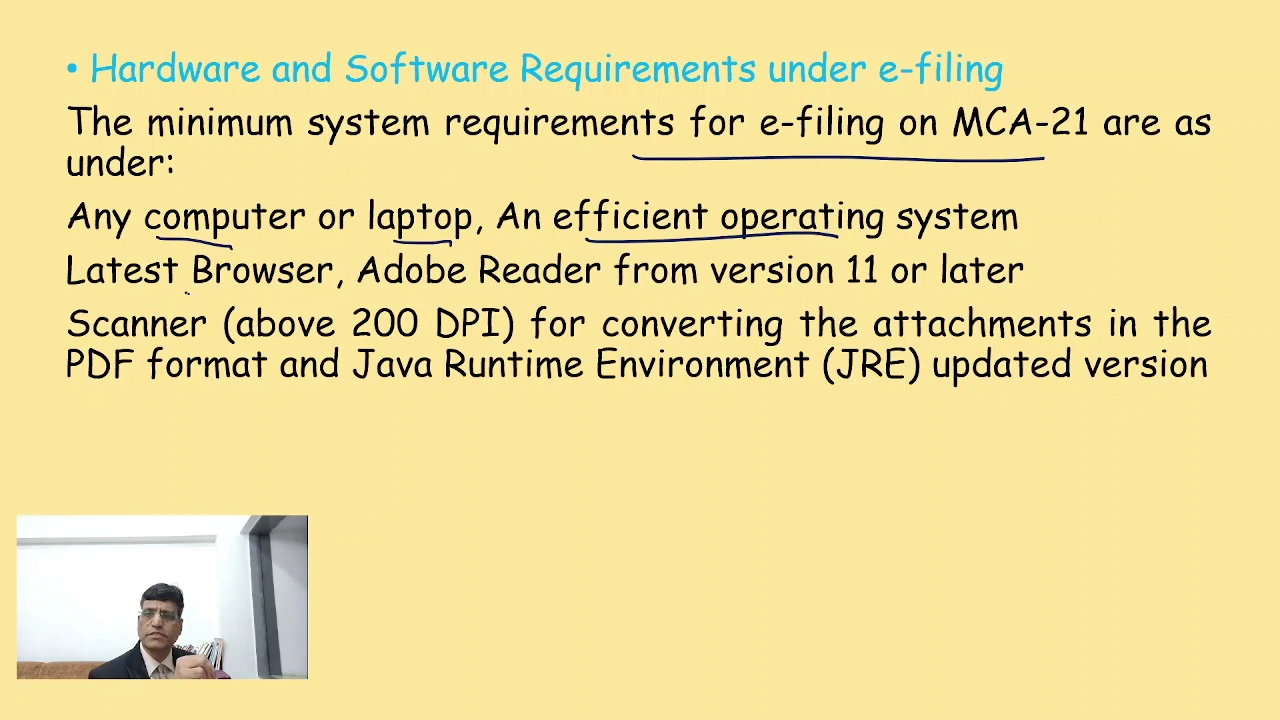 • Hardware and Software Requirements under e-filing
The minimum system requirements for e-filing on MCA-21 are as
under:
Any computer or laptop, An efficient operating system
Latest Browser, Adobe Reader from version 11 or later
Scanner (above 200 DPI) for converting the attachments in the
PDF format and Java Runtime Environment (JRE) updated version